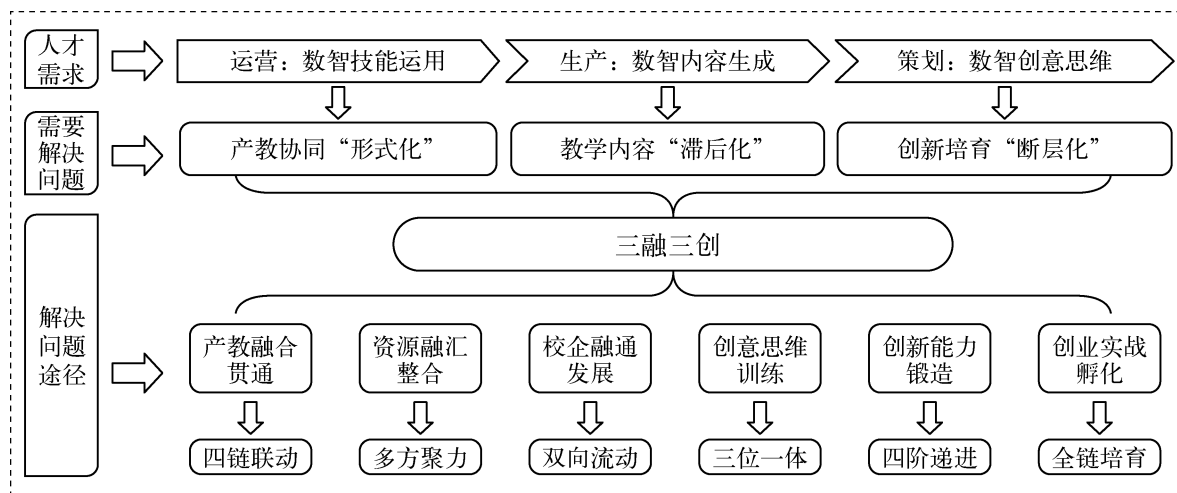 人才
需求
运营：数智技能运用
生产：数智内容生成
策划：数智创意思维
需要
解决
问题
产教协同“形式化”
教学内容“滞后化”
创新培育“断层化”
三融三创
解决
问题
途径
产教融合
贯通
资源融汇
整合
校企融通
发展
创意思维
训练
创新能力
锻造
创业实战
孵化
四链联动
多方聚力
双向流动
三位一体
四阶递进
全链培育